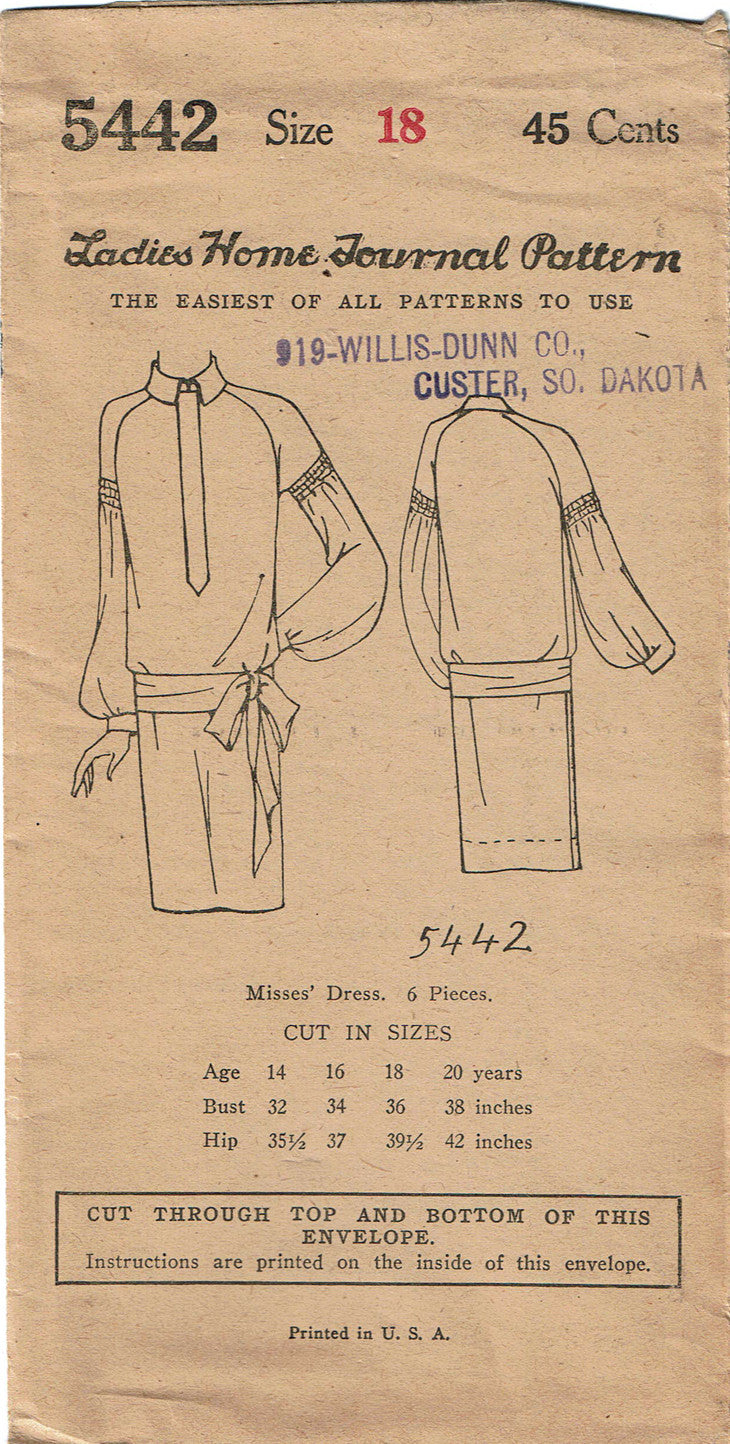 5442 Size 18 45 Cents
Ladies Home Journal Pattern
THE EASIEST OF ALL PATTERNS TO USE
919-WILLIS-DUNN CO.,
CUSTER, SO. DAKOTA
5442
Misses' Dress. 6 Pieces.
CUT IN SIZES
Age 14 16 18 20 years
Bust 32 34 36 38 inches
Hip 35½ 37 39½ 42 inches
CUT THROUGH TOP AND BOTTOM OF THIS
ENVELOPE.
Instructions are printed on the inside of this envelope.
Printed in U. S. A.